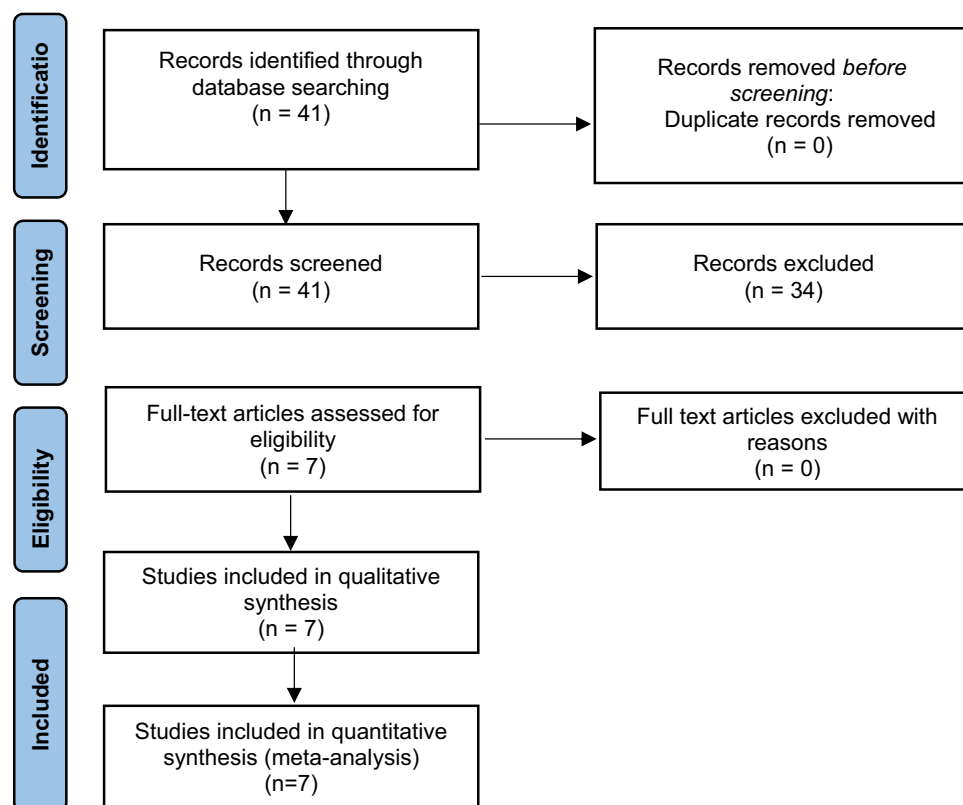 Identificatio
Records identified through
database searching
(n = 41)
Records removed before
screening:
Duplicate records removed
(n = 0)
Screening
Records screened
(n = 41)
Records excluded
(n = 34)
Eligibility
Full-text articles assessed for
eligibility
(n = 7)
Full text articles excluded with
reasons
(n = 0)
Studies included in qualitative
synthesis
(n = 7)
Included
Studies included in quantitative
synthesis (meta-analysis)
(n=7)